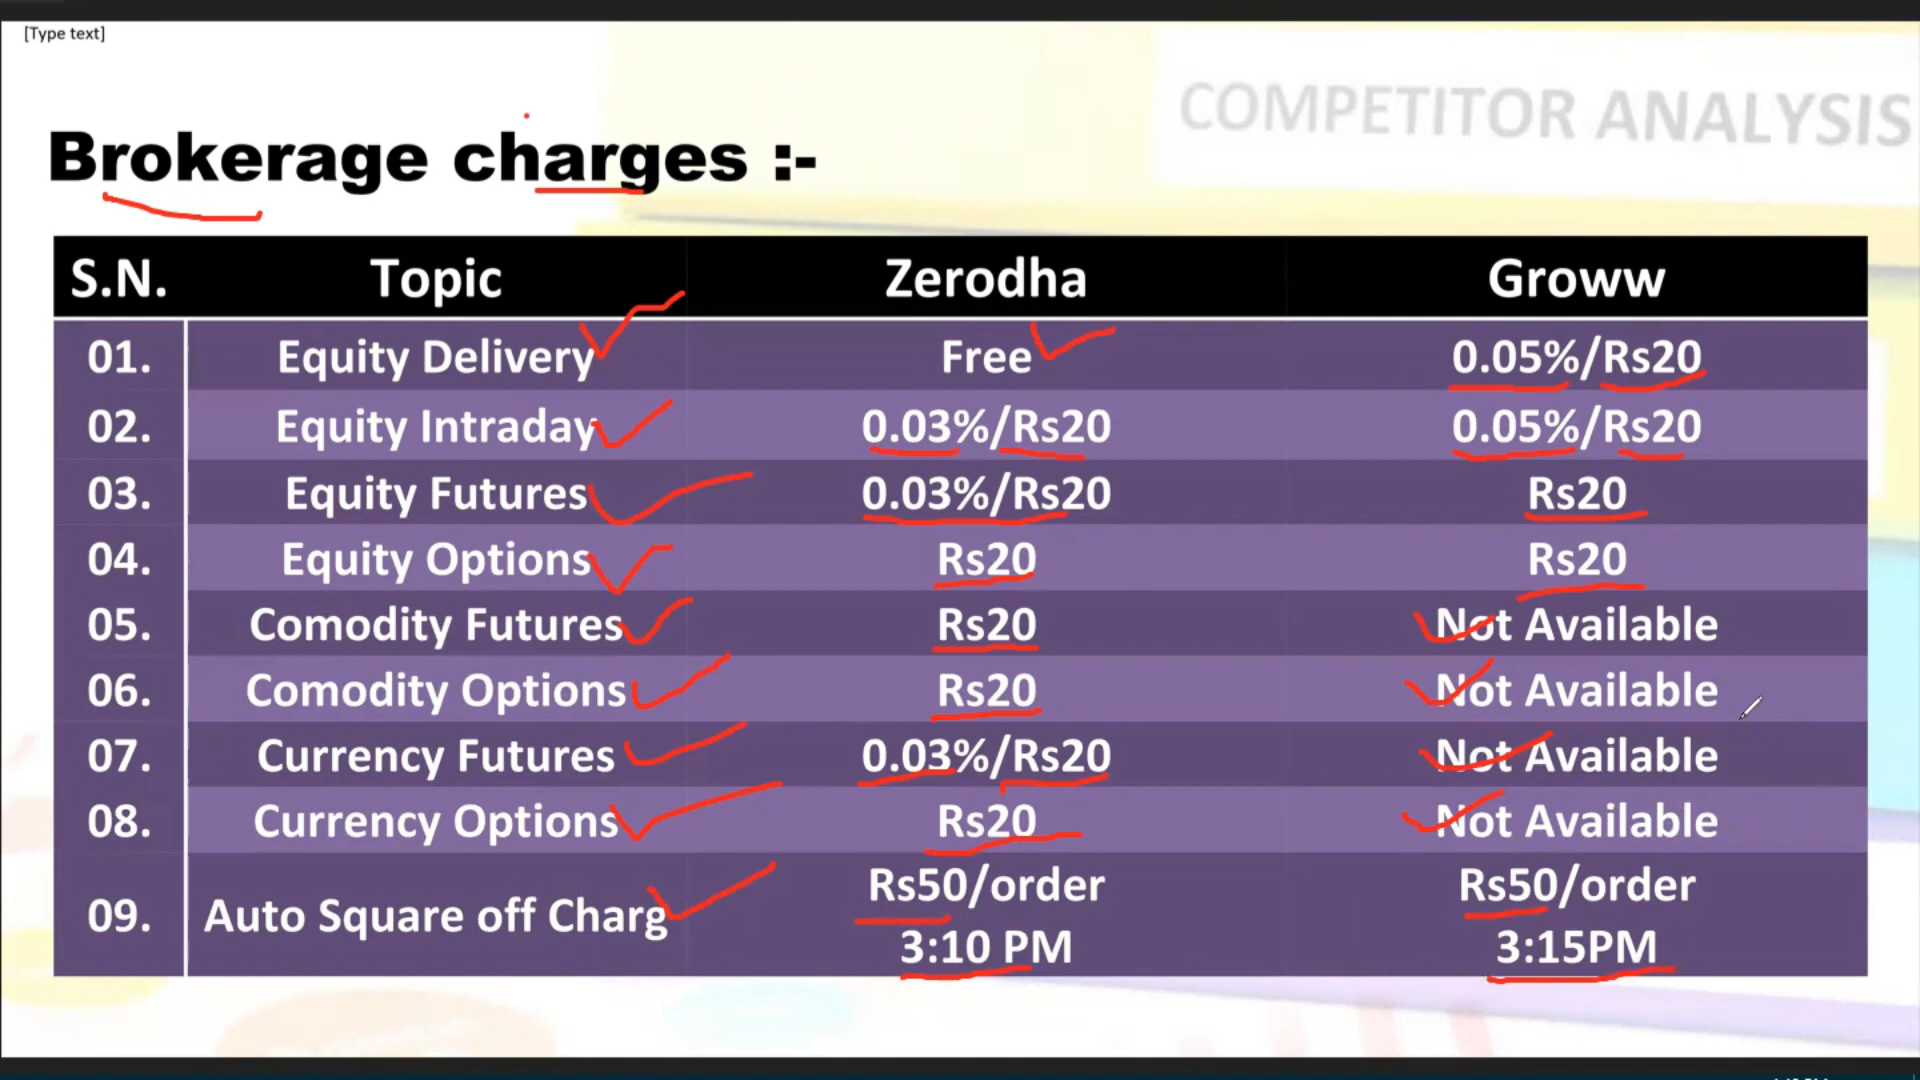 [Type text]
COMPETITOR ANALYSIS
Brokerage charges :-
S.N. Topic Zerodha Groww
01. Equity Delivery Free 0.05%/Rs20
02. Equity Intraday 0.03%/Rs20 0.05%/Rs20
03. Equity Futures 0.03%/Rs20 Rs20
04. Equity Options Rs20 Rs20
05. Comodity Futures Rs20 Not Available
06. Comodity Options Rs20 Not Available
07. Currency Futures 0.03%/Rs20 Not Available
08. Currency Options Rs20 Not Available
09. Auto Square off Charg Rs50/order Rs50/order
3:10 PM 3:15PM